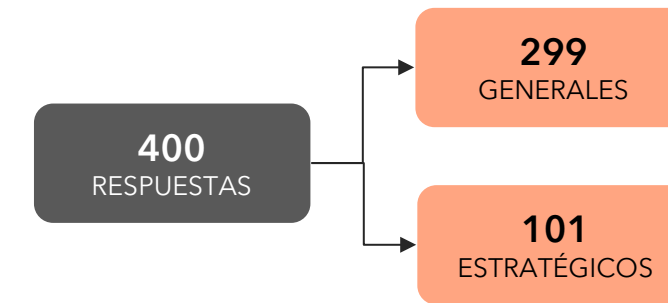 299
GENERALES
400
RESPUESTAS
101
ESTRATÉGICOS